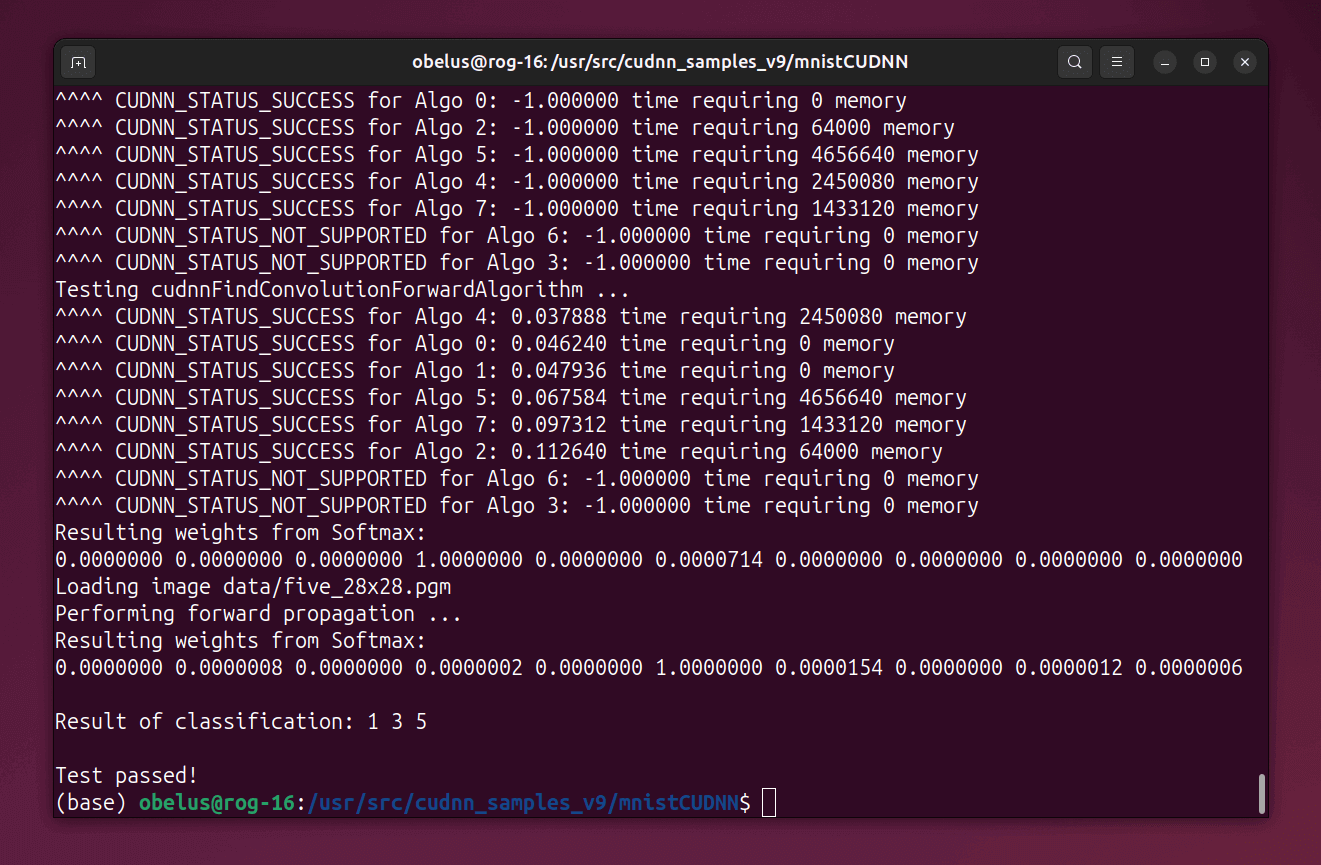 obelus@rog-16: /usr/src/cudnn_samples_v9/mnistCUDNN
^^^^ CUDNN_STATUS_SUCCESS for Algo 0: -1.000000 time requiring 0 memory
^^^^ CUDNN_STATUS_SUCCESS for Algo 2: -1.000000 time requiring 64000 memory
^^^^ CUDNN_STATUS_SUCCESS for Algo 5: -1.000000 time requiring 4656640 memory
^^^^ CUDNN_STATUS_SUCCESS for Algo 4: -1.000000 time requiring 2450080 memory
^^^^ CUDNN_STATUS_SUCCESS for Algo 7: -1.000000 time requiring 1433120 memory
^^^^ CUDNN_STATUS_NOT_SUPPORTED for Algo 6: -1.000000 time requiring 0 memory
^^^^ CUDNN_STATUS_NOT_SUPPORTED for Algo 3: -1.000000 time requiring 0 memory
Testing cudnnFindConvolutionForwardAlgorithm ...
^^^^ CUDNN_STATUS_SUCCESS for Algo 4: 0.037888 time requiring 2450080 memory
^^^^ CUDNN_STATUS_SUCCESS for Algo 0: 0.046240 time requiring 0 memory
^^^^ CUDNN_STATUS_SUCCESS for Algo 1: 0.047936 time requiring 0 memory
^^^^ CUDNN_STATUS_SUCCESS for Algo 5: 0.067584 time requiring 4656640 memory
^^^^ CUDNN_STATUS_SUCCESS for Algo 7: 0.097312 time requiring 1433120 memory
^^^^ CUDNN_STATUS_SUCCESS for Algo 2: 0.112640 time requiring 64000 memory
^^^^ CUDNN_STATUS_NOT_SUPPORTED for Algo 6: -1.000000 time requiring 0 memory
^^^^ CUDNN_STATUS_NOT_SUPPORTED for Algo 3: -1.000000 time requiring 0 memory
Resulting weights from Softmax:
0.0000000 0.0000000 0.0000000 1.0000000 0.0000000 0.0000714 0.0000000 0.0000000 0.0000000 0.0000000
Loading image data/five_28x28.pgm
Performing forward propagation ...
Resulting weights from Softmax:
0.0000000 0.0000008 0.0000000 0.0000002 0.0000000 1.0000000 0.0000154 0.0000000 0.0000012 0.0000006
Result of classification: 1 3 5
Test passed!
(base) obelus@rog-16:/usr/src/cudnn_samples_v9/mnistCUDNN$